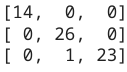 [14,  0,  0]
[ 0, 26,  0]
[ 0,  1, 23]